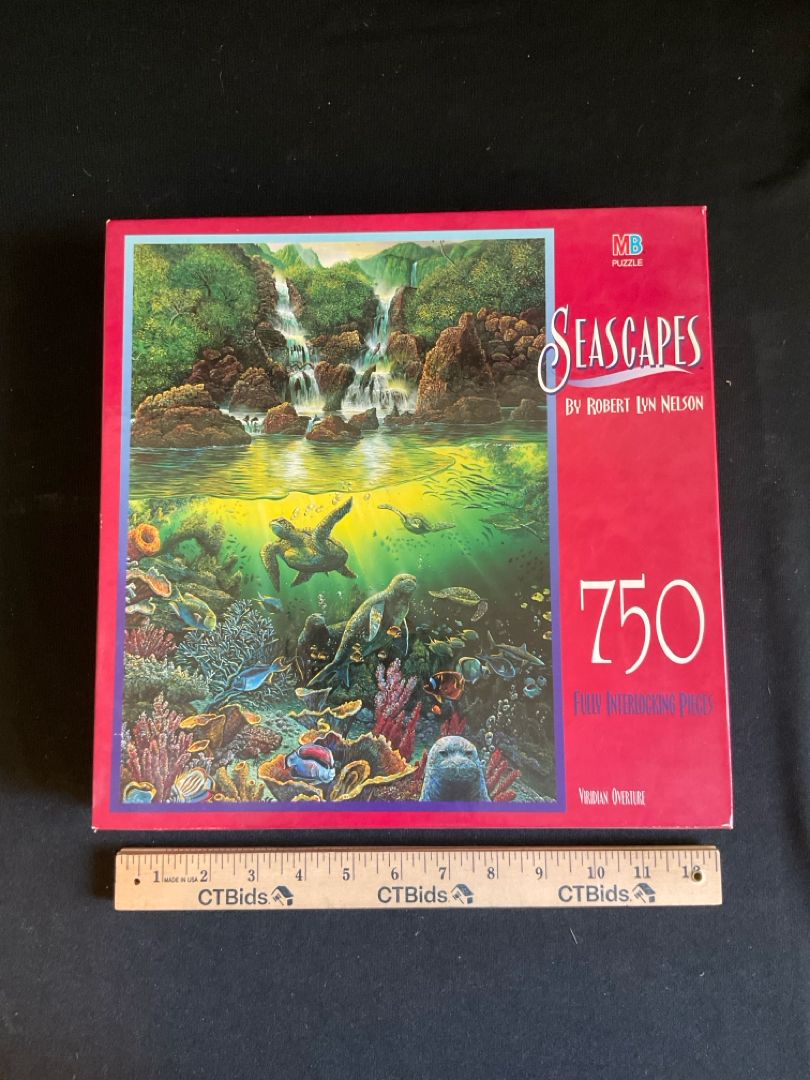 MB
PUZZLE
SEASCAPES
BY ROBERT LYN NELSON
750
FULLY INTERLOCKING PIECES
VIRIDIAN OVERTURE
1 MADE IN USA 2 3 4 5 6 7 8 9 10 11 12
CTBids CTBids CTBids